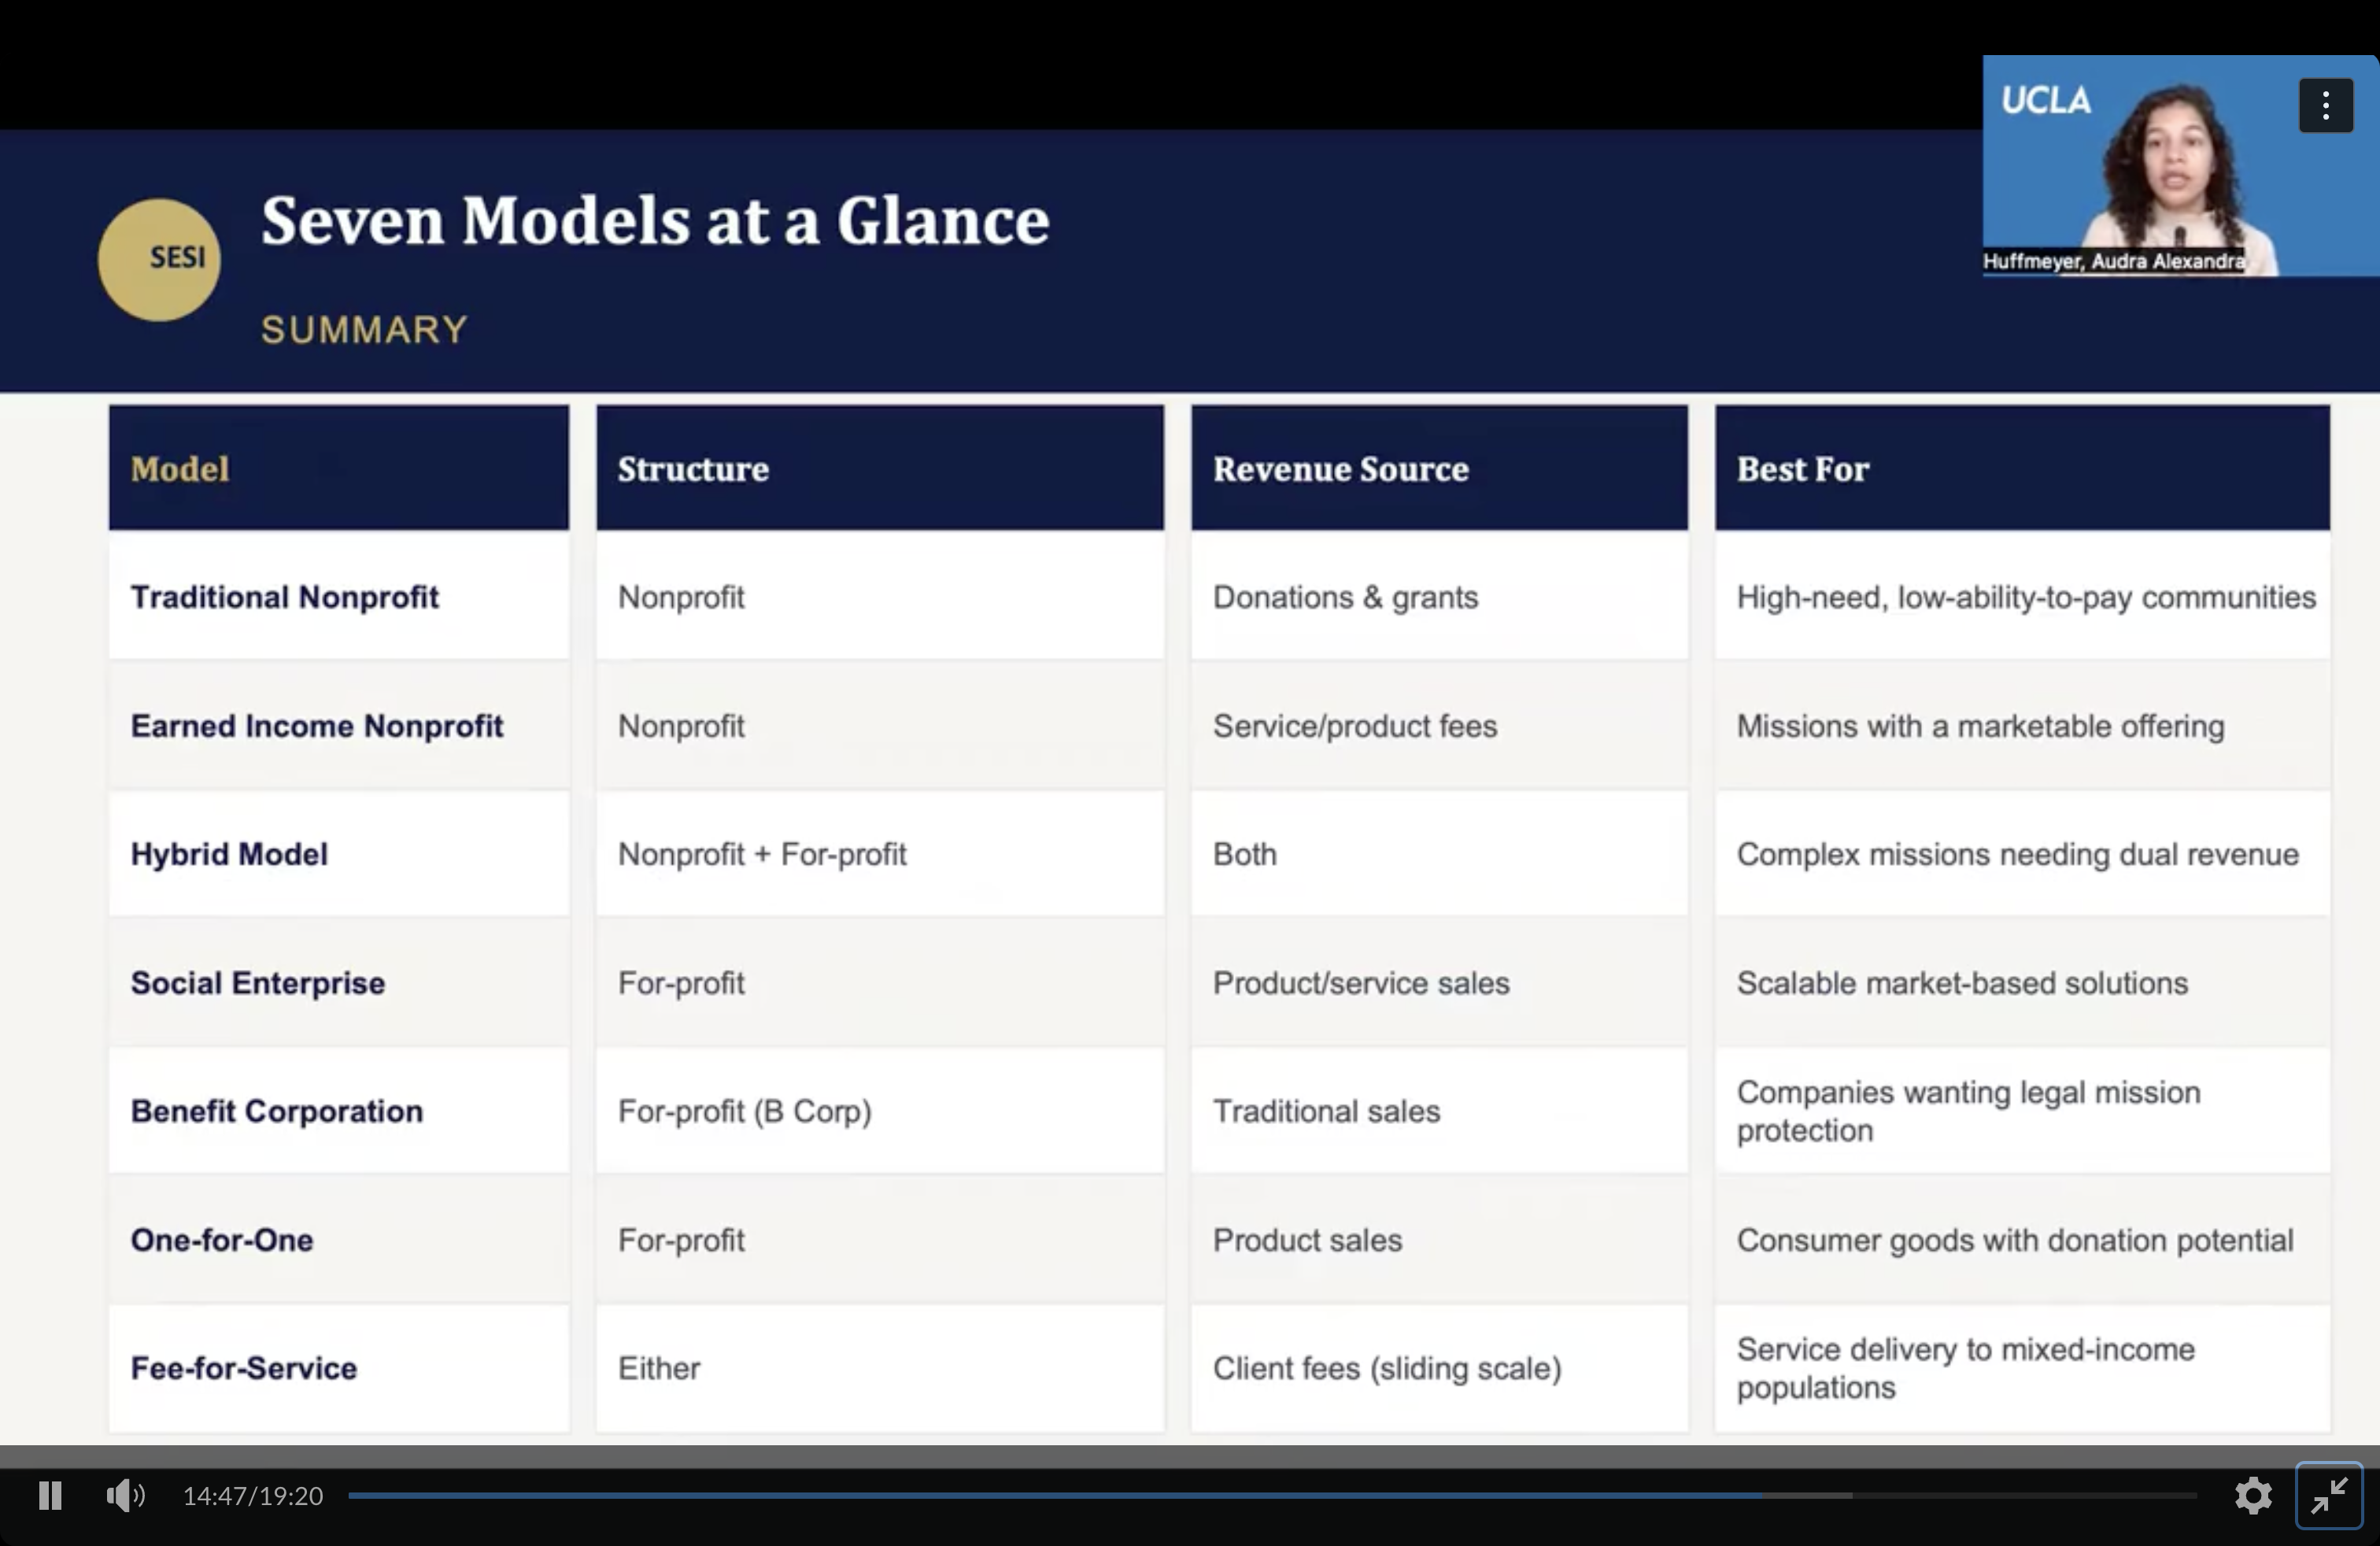 UCLA
Huffmeyer, Audra Alexandra
SESI
Seven Models at a Glance
SUMMARY
Model Structure Revenue Source Best For
Traditional Nonprofit Nonprofit Donations & grants High-need, low-ability-to-pay communities
Earned Income Nonprofit Nonprofit Service/product fees Missions with a marketable offering
Hybrid Model Nonprofit + For-profit Both Complex missions needing dual revenue
Social Enterprise For-profit Product/service sales Scalable market-based solutions
Benefit Corporation For-profit (B Corp) Traditional sales Companies wanting legal mission
protection
One-for-One For-profit Product sales Consumer goods with donation potential
Fee-for-Service Either Client fees (sliding scale) Service delivery to mixed-income
populations
14:47/19:20